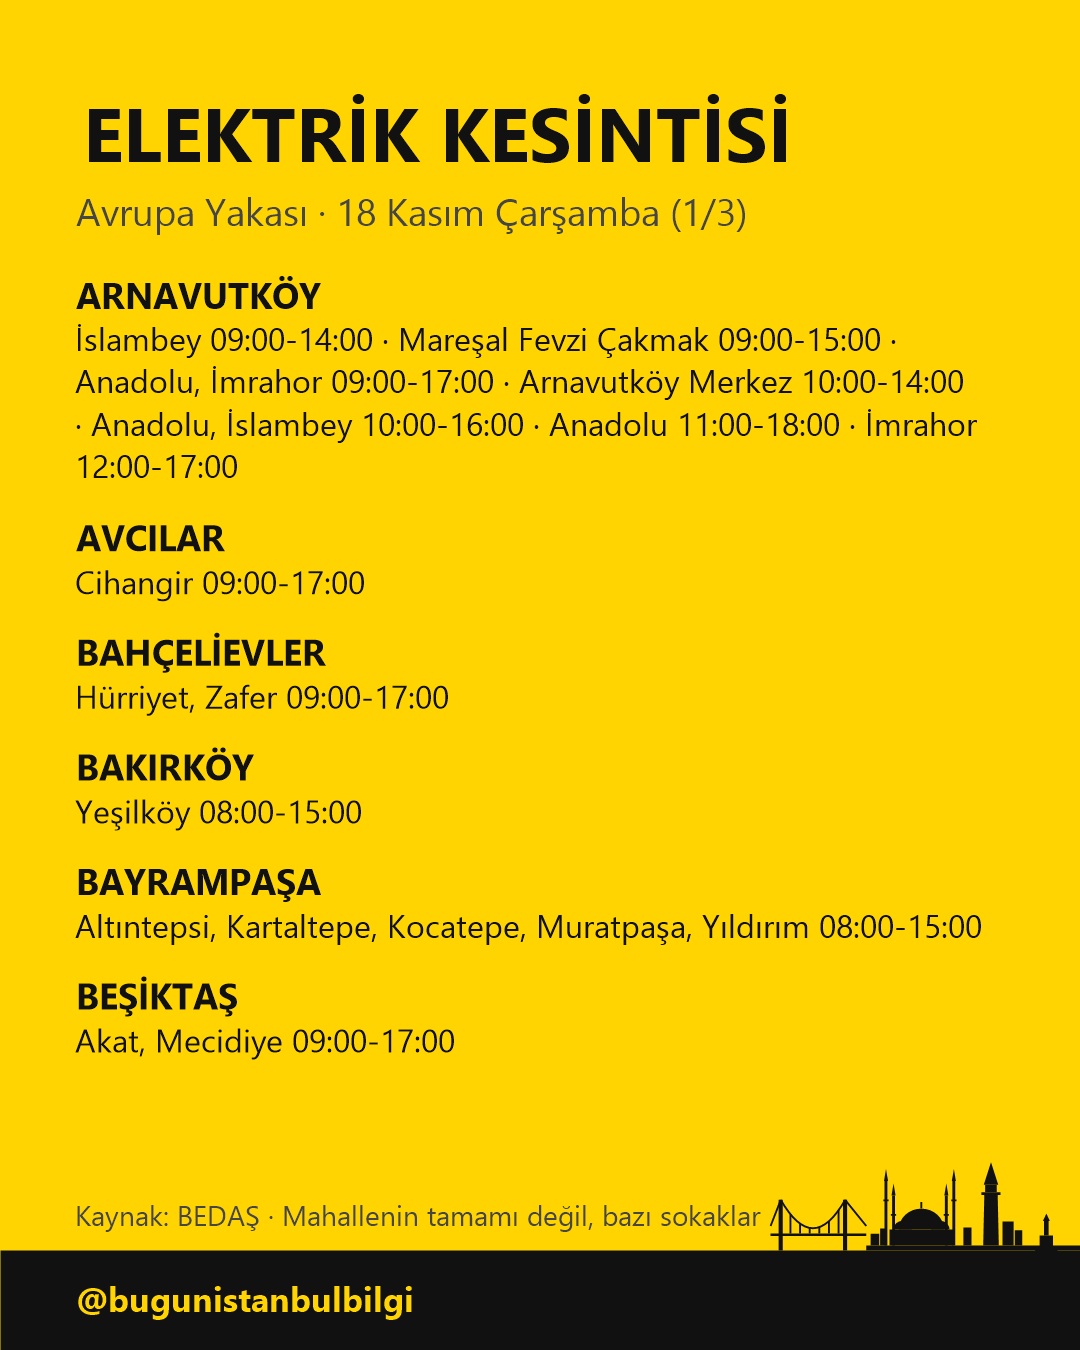 ELEKTRİK KESİNTİSİ
Avrupa Yakası · 18 Kasım Çarşamba (1/3)
ARNAVUTKÖY
İslambey 09:00-14:00 · Mareşal Fevzi Çakmak 09:00-15:00 ·
Anadolu, İmrahor 09:00-17:00 · Arnavutköy Merkez 10:00-14:00
· Anadolu, İslambey 10:00-16:00 · Anadolu 11:00-18:00 · İmrahor
12:00-17:00
AVCILAR
Cihangir 09:00-17:00
BAHÇELİEVLER
Hürriyet, Zafer 09:00-17:00
BAKIRKÖY
Yeşilköy 08:00-15:00
BAYRAMPAŞA
Altıntepsi, Kartaltepe, Kocatepe, Muratpaşa, Yıldırım 08:00-15:00
BEŞİKTAŞ
Akat, Mecidiye 09:00-17:00
Kaynak: BEDAŞ · Mahallenin tamamı değil, bazı sokaklar
@bugunistanbulbilgi